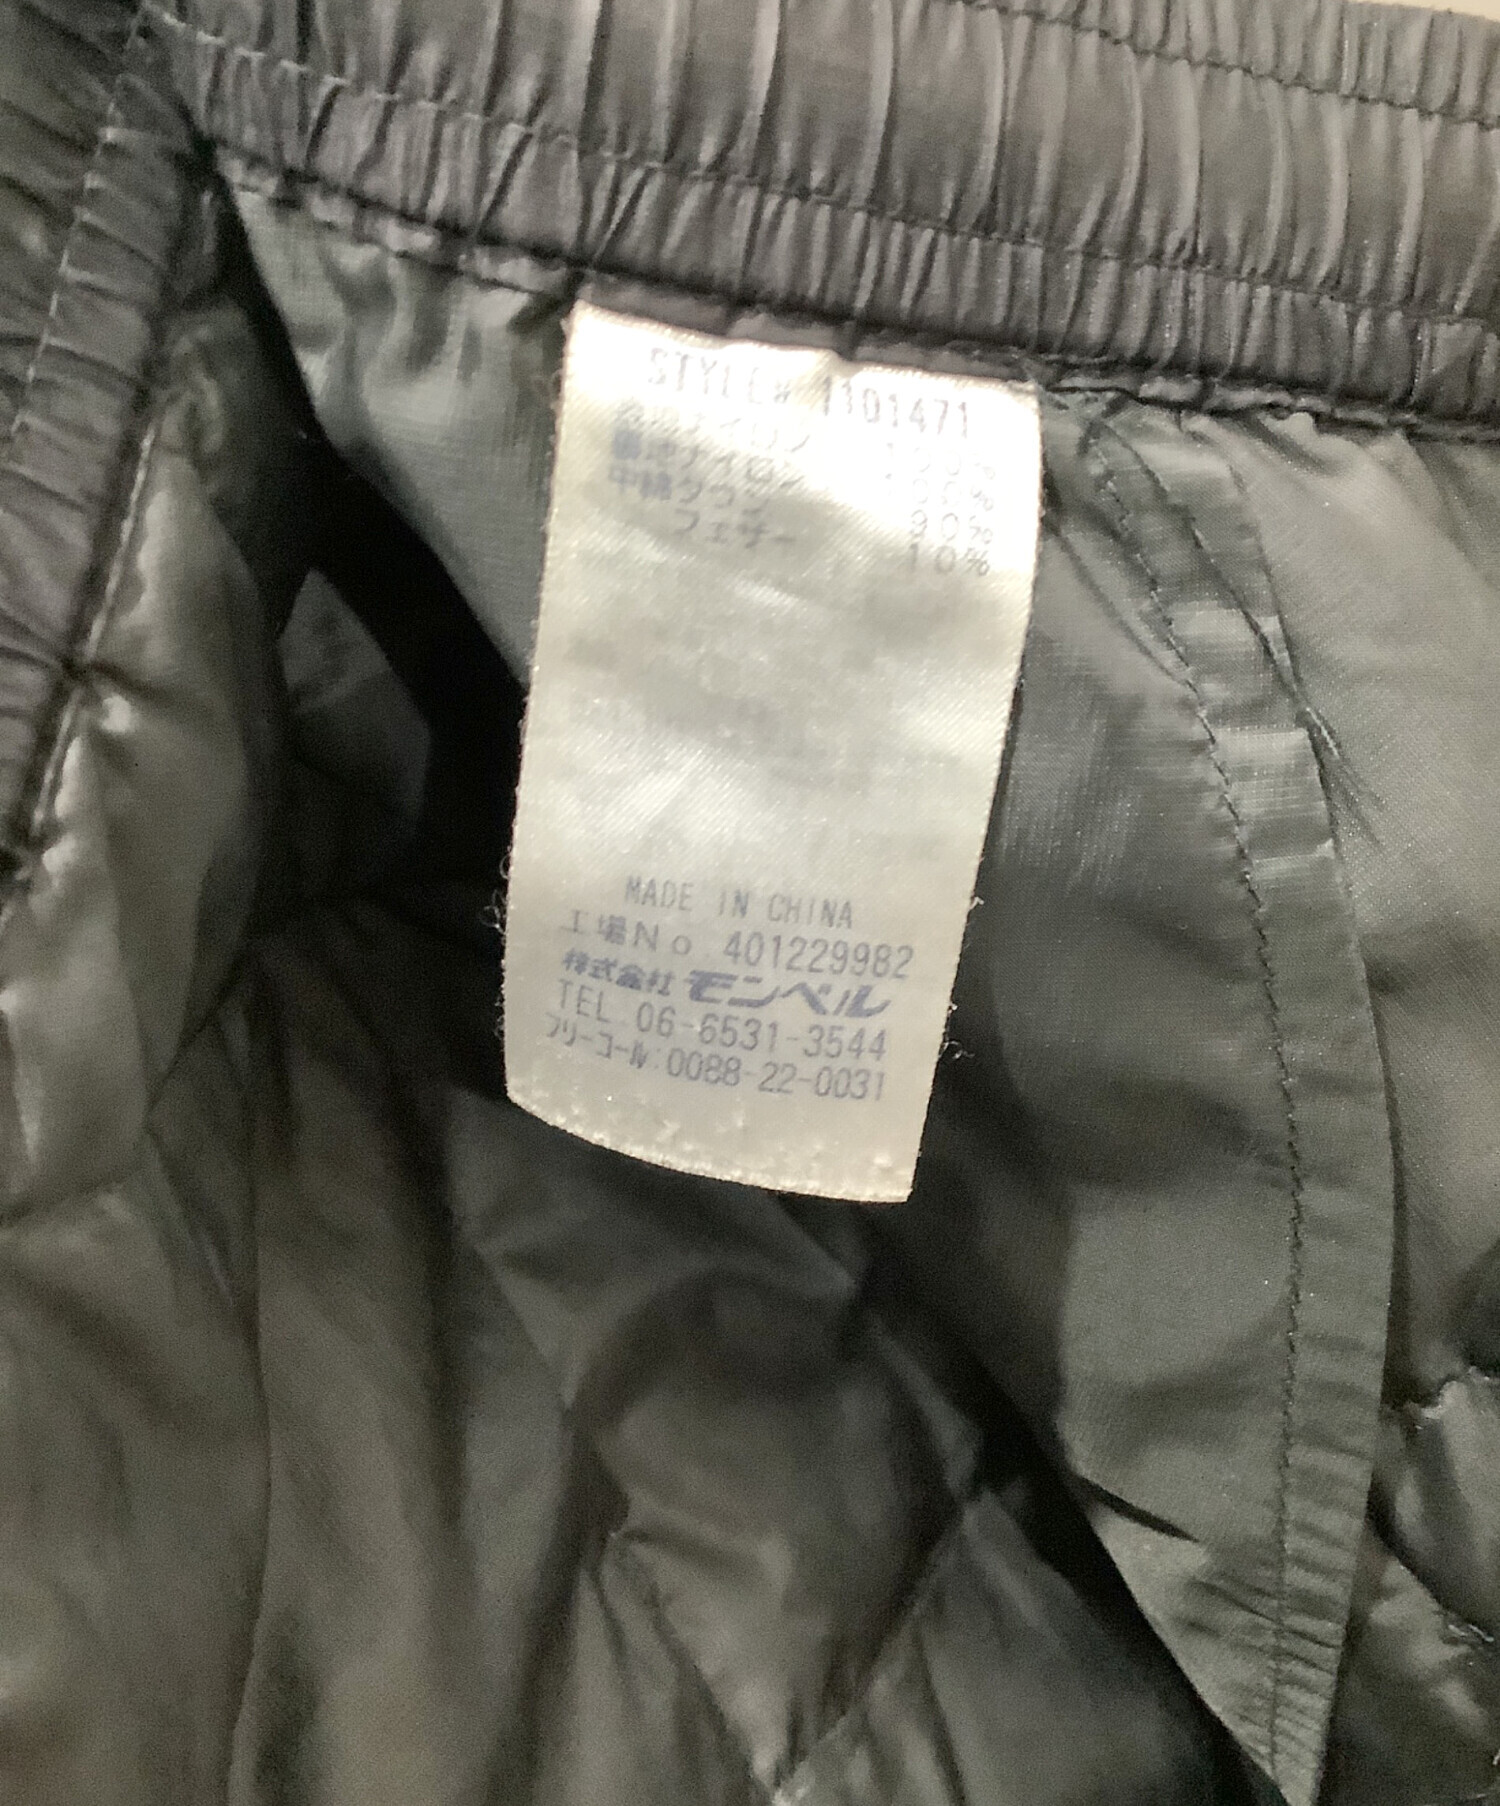 STYLE# 1101471
表地ナイロン 100%
裏地ナイロン 100%
中綿ダウン 90%
フェザー 10%
MADE IN CHINA
工場No. 401229982
株式会社モンベル
TEL 06-6531-3544
フリーコール:0088-22-0031